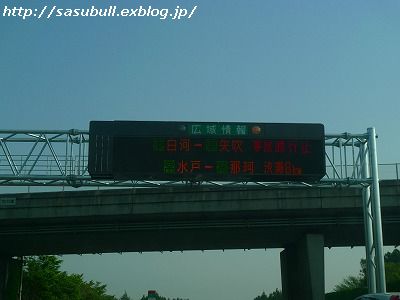 http://sasubull.exblog.jp/
広域情報
白河－矢吹 事故通行止
水戸－那珂 渋滞8km